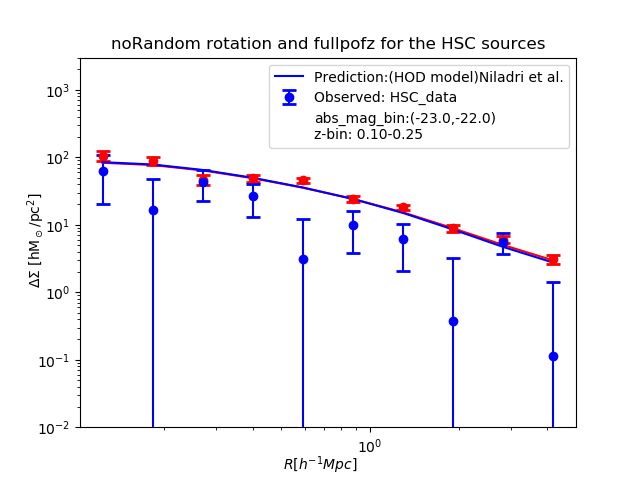 noRandom rotation and fullpofz for the HSC sources
Prediction:(HOD model)Niladri et al.
Observed: HSC_data
abs_mag_bin:(-23.0,-22.0)
z-bin: 0.10-0.25
10³
10²
10¹
10⁰
10⁻¹
10⁻²
ΔΣ [hM⊙/pc²]
10⁰
R[h⁻¹Mpc]